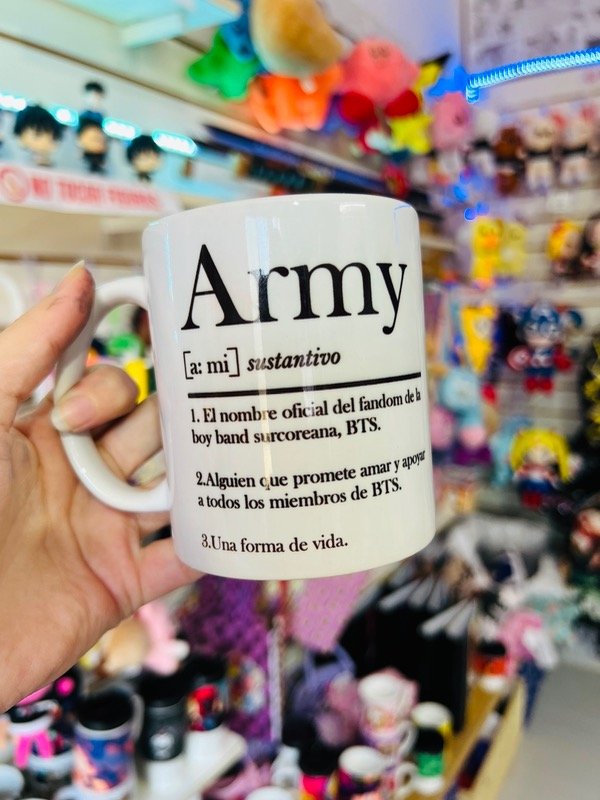 Army
[a: mi] sustantivo
1. El nombre oficial del fandom de la
boy band surcoreana, BTS.
2.Alguien que promete amar y apoyar
a todos los miembros de BTS.
3.Una forma de vida.